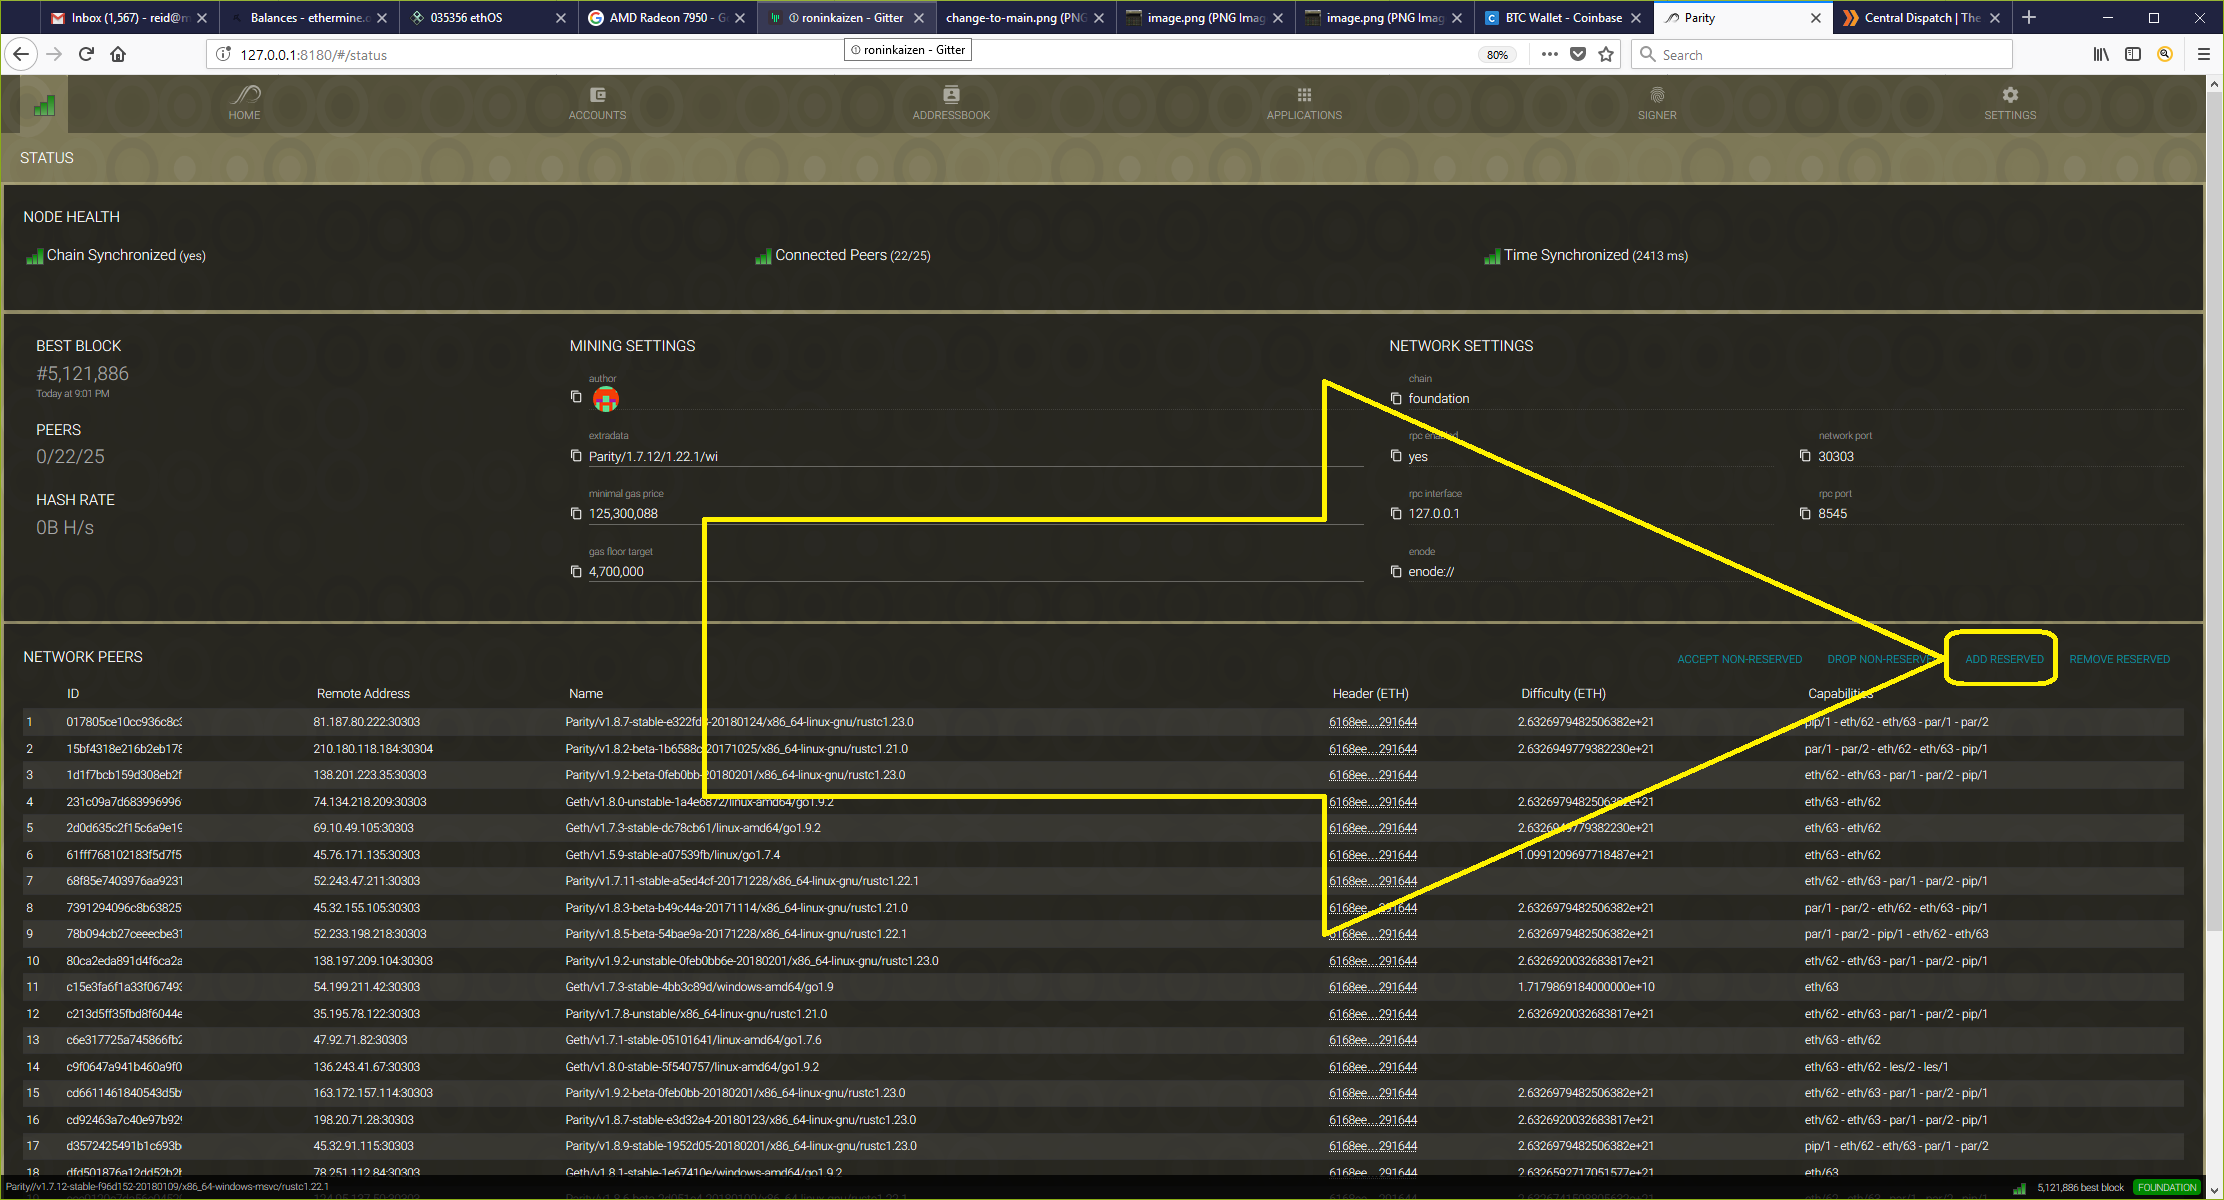 Inbox (1,567) - reid@m
Balances - ethermine.o
035356 ethOS
AMD Radeon 7950 - G
roninkaizen - Gitter
change-to-main.png (PNG
image.png (PNG Imag
image.png (PNG Imag
BTC Wallet - Coinbase
Parity
Central Dispatch | The
127.0.0.1:8180/#/status
roninkaizen - Gitter
80%
Search
HOME
ACCOUNTS
ADDRESSBOOK
APPLICATIONS
SIGNER
SETTINGS
STATUS
NODE HEALTH
Chain Synchronized (yes)
Connected Peers (22/25)
Time Synchronized (2413 ms)
BEST BLOCK
#5,121,886
Today at 9:01 PM
PEERS
0/22/25
HASH RATE
0B H/s
MINING SETTINGS
author
extradata
Parity/1.7.12/1.22.1/wi
minimal gas price
125,300,088
gas floor target
4,700,000
NETWORK SETTINGS
chain
foundation
rpc enabled
yes
network port
30303
rpc interface
127.0.0.1
rpc port
8545
enode
enode://
NETWORK PEERS
ACCEPT NON-RESERVED DROP NON-RESERVE ADD RESERVED REMOVE RESERVED
ID Remote Address Name Header (ETH) Difficulty (ETH) Capabilities
1 017805ce10cc936c8c3 81.187.80.222:30303 Parity/v1.8.7-stable-e322fd3-20180124/x86_64-linux-gnu/rustc1.23.0 6168ee...291644 2.6326979482506382e+21 pip/1 - eth/62 - eth/63 - par/1 - par/2
2 15bf4318e216b2eb178 210.180.118.184:30304 Parity/v1.8.2-beta-1b6588c-20171025/x86_64-linux-gnu/rustc1.21.0 6168ee...291644 2.6326949779382230e+21 par/1 - par/2 - eth/62 - eth/63 - pip/1
3 1d1f7bcb159d308eb2f 138.201.223.35:30303 Parity/v1.9.2-beta-0feb0bb-20180201/x86_64-linux-gnu/rustc1.23.0 6168ee...291644 eth/62 - eth/63 - par/1 - par/2 - pip/1
4 231c09a7d683996996 74.134.218.209:30303 Geth/v1.8.0-unstable-1a4e6872/linux-amd64/go1.9.2 6168ee...291644 2.6326979482506382e+21 eth/63 - eth/62
5 2d0d635c2f15c6a9e19 69.10.49.105:30303 Geth/v1.7.3-stable-dc78cb61/linux-amd64/go1.9.2 6168ee...291644 2.6326949779382230e+21 eth/63 - eth/62
6 61fff768102183f5d7f5 45.76.171.135:30303 Geth/v1.5.9-stable-a07539fb/linux/go1.7.4 6168ee...291644 1.0991209697718487e+21 eth/63 - eth/62
7 68f85e7403976aa9231 52.243.47.211:30303 Parity/v1.7.11-stable-a5ed4cf-20171228/x86_64-linux-gnu/rustc1.22.1 6168ee...291644 eth/62 - eth/63 - par/1 - par/2 - pip/1
8 7391294096c8b63825 45.32.155.105:30303 Parity/v1.8.3-beta-b49c44a-20171114/x86_64-linux-gnu/rustc1.21.0 6168ee...291644 2.6326979482506382e+21 par/1 - par/2 - eth/62 - eth/63 - pip/1
9 78b094cb27ceeecbe31 52.233.198.218:30303 Parity/v1.8.5-beta-54bae9a-20171228/x86_64-linux-gnu/rustc1.22.1 6168ee...291644 2.6326979482506382e+21 par/1 - par/2 - pip/1 - eth/62 - eth/63
10 80ca2eda891d4f6ca2a 138.197.209.104:30303 Parity/v1.9.2-unstable-0feb0bb6e-20180201/x86_64-linux-gnu/rustc1.23.0 6168ee...291644 2.6326920032683817e+21 eth/62 - eth/63 - par/1 - par/2 - pip/1
11 c15e3fa6f1a33f067493 54.199.211.42:30303 Geth/v1.7.3-stable-4bb3c89d/windows-amd64/go1.9 6168ee...291644 1.7179869184000000e+10 eth/63
12 c213d5ff35fbd8f6044e 35.195.78.122:30303 Parity/v1.7.8-unstable/x86_64-linux-gnu/rustc1.21.0 6168ee...291644 2.6326920032683817e+21 eth/62 - eth/63 - par/1 - par/2 - pip/1
13 c6e317725a745866fb2 47.92.71.82:30303 Geth/v1.7.1-stable-05101641/linux-amd64/go1.7.6 6168ee...291644 eth/63 - eth/62
14 c9f0647a941b460a9f0 136.243.41.67:30303 Geth/v1.8.0-stable-5f540757/linux-amd64/go1.9.2 6168ee...291644 eth/63 - eth/62 - les/2 - les/1
15 cd6611461840543d5b 163.172.157.114:30303 Parity/v1.9.2-beta-0feb0bb-20180201/x86_64-linux-gnu/rustc1.23.0 6168ee...291644 2.6326979482506382e+21 eth/62 - eth/63 - par/1 - par/2 - pip/1
16 cd92463a7c40e97b929 198.20.71.28:30303 Parity/v1.8.7-stable-e3d32a4-20180123/x86_64-linux-gnu/rustc1.23.0 6168ee...291644 2.6326920032683817e+21 eth/62 - eth/63 - par/1 - par/2 - pip/1
17 d3572425491b1c693b 45.32.91.115:30303 Parity/v1.8.9-stable-1952d05-20180201/x86_64-linux-gnu/rustc1.23.0 6168ee...291644 2.6326979482506382e+21 pip/1 - eth/62 - eth/63 - par/1 - par/2
18 dfd501876a12dd52b2 78.251.112.84:30303 Geth/v1.8.1-stable-1e67410e/windows-amd64/go1.9.2 6168ee...291644 2.6326592717051577e+21 eth/63
Parity//v1.7.12-stable-f96d152-20180109/x86_64-windows-msvc/rustc1.22.1
5,121,886 best block FOUNDATION